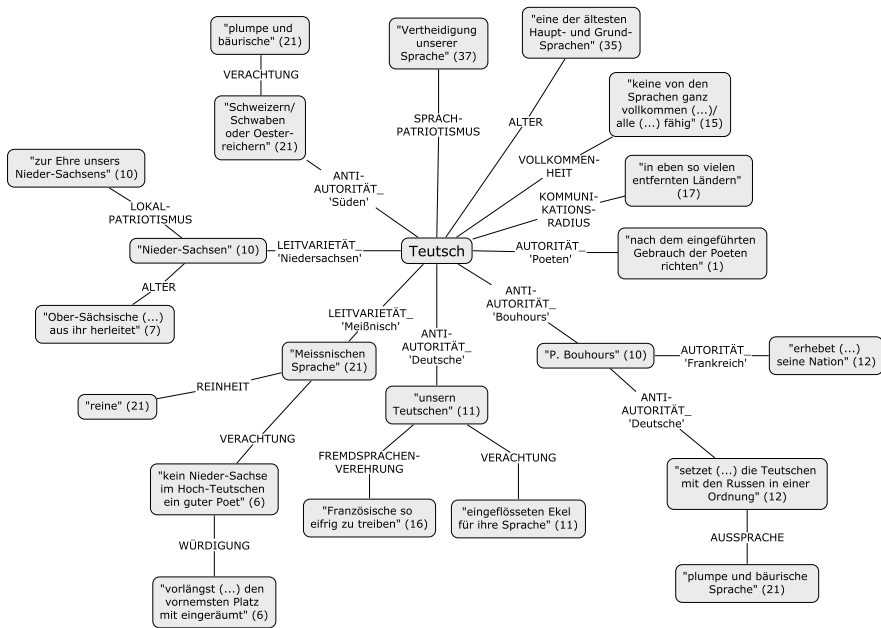 "plumpe und
bäurische" (21)
"Vertheidigung
unserer
Sprache" (37)
"eine der ältesten
Haupt- und Grund-
Sprachen" (35)
VERACHTUNG
"Schweizern/
Schwaben
oder Oester-
reichern" (21)
SPRACH-
PATRIOTISMUS
ALTER
"keine von den
Sprachen ganz
vollkommen (...)/
alle (...) fähig" (15)
VOLLKOMMEN-
HEIT
"zur Ehre unsers
Nieder-Sachsens" (10)
ANTI-
AUTORITÄT_
'Süden'
KOMMUNI-
KATIONS-
RADIUS
"in eben so vielen
entfernten Ländern"
(17)
LOKAL-
PATRIOTISMUS
"Nieder-Sachsen" (10)
LEITVARIETÄT_
'Niedersachsen'
Teutsch
AUTORITÄT_
'Poeten'
"nach dem eingeführten
Gebrauch der Poeten
richten" (1)
ALTER
"Ober-Sächsische (...)
aus ihr herleitet" (7)
LEITVARIETÄT_
'Meißnisch'
ANTI-
AUTORITÄT_
'Deutsche'
ANTI-
AUTORITÄT_
'Bouhours'
"Meissnischen
Sprache" (21)
"P. Bouhours" (10)
AUTORITÄT_
'Frankreich'
"erhebet (...)
seine Nation" (12)
REINHEIT
"reine" (21)
"unsern
Teutschen" (11)
ANTI-
AUTORITÄT_
'Deutsche'
VERACHTUNG
FREMDSPRACHEN-
VEREHRUNG
VERACHTUNG
"kein Nieder-Sachse
im Hoch-Teutschen
ein guter Poet" (6)
"Französische so
eifrig zu treiben" (16)
"eingeflösseten Ekel
für ihre Sprache" (11)
"setzet (...) die Teutschen
mit den Russen in einer
Ordnung" (12)
WÜRDIGUNG
AUSSPRACHE
"vorlängst (...) den
vornemsten Platz
mit eingeräumt" (6)
"plumpe und bäurische
Sprache" (21)